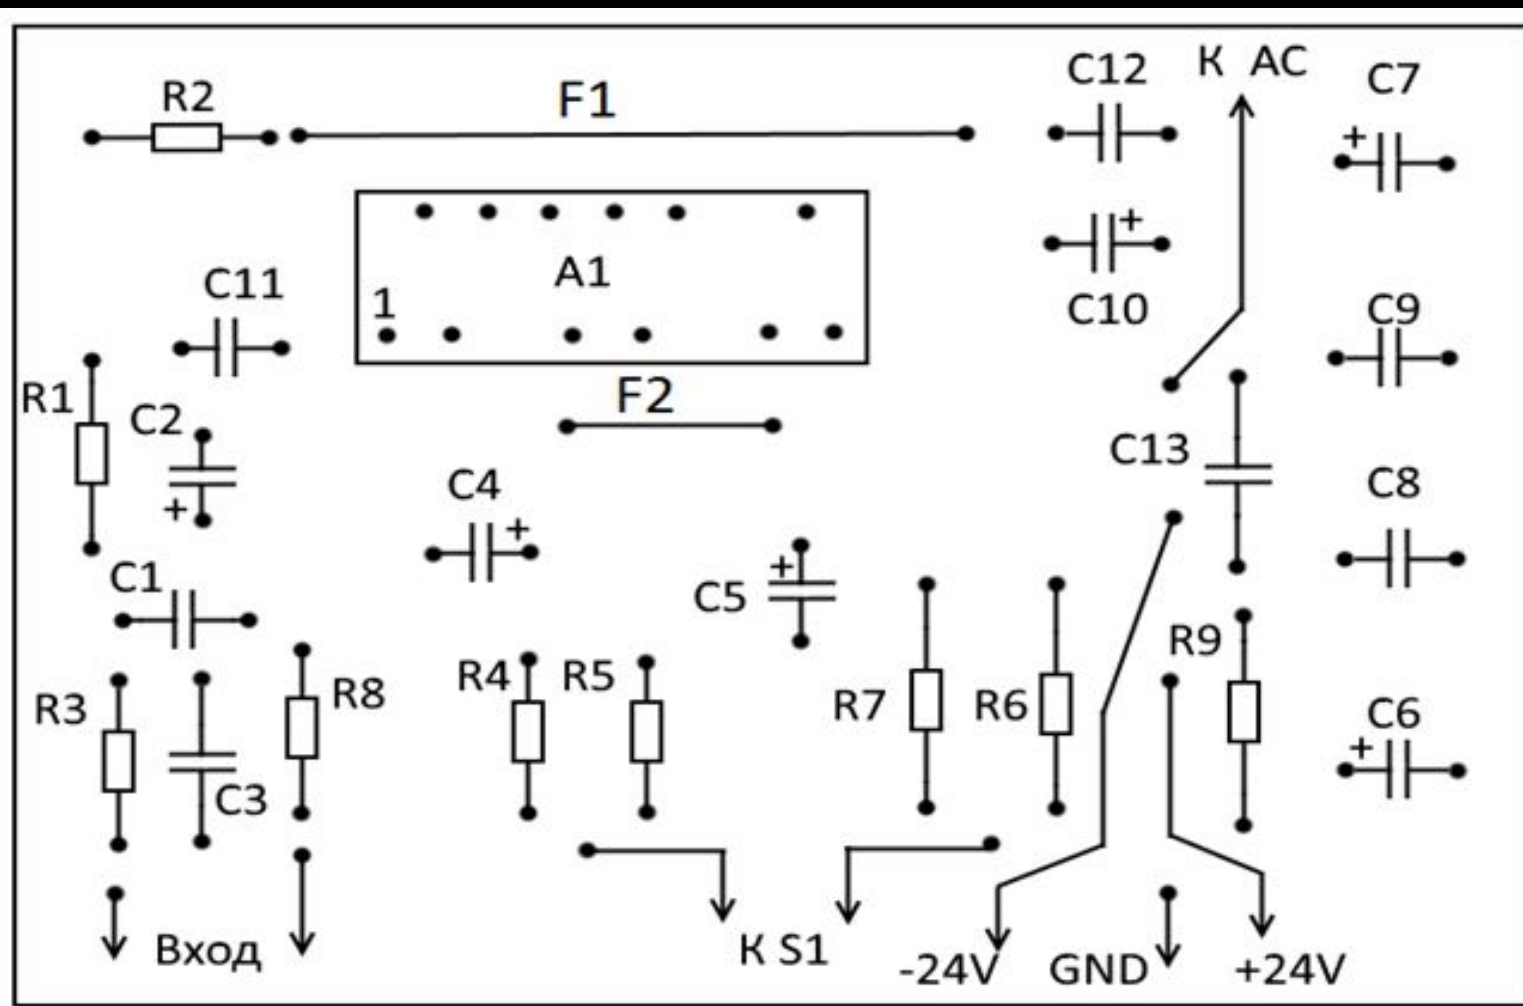 R2
F1
C12
К АС
C7
+
+
C11
A1
1
C10
C9
R1
C2
F2
C13
+
C4
+
C8
C1
+
C5
R3
R8
R4
R5
R7
R6
R9
C6
+
C3
Вход
К S1
-24V
GND
+24V